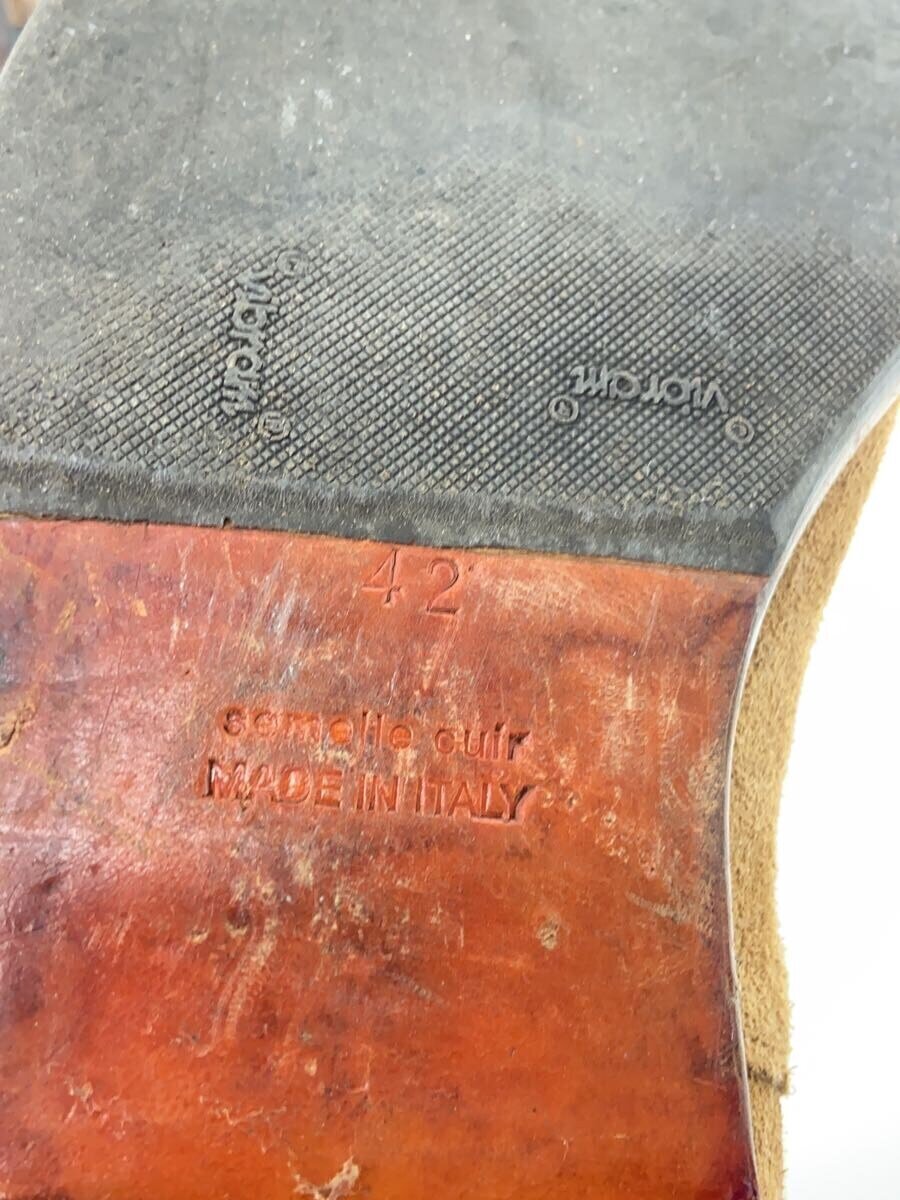 vibram
vibram
42
semelle cuir
MADE IN ITALY